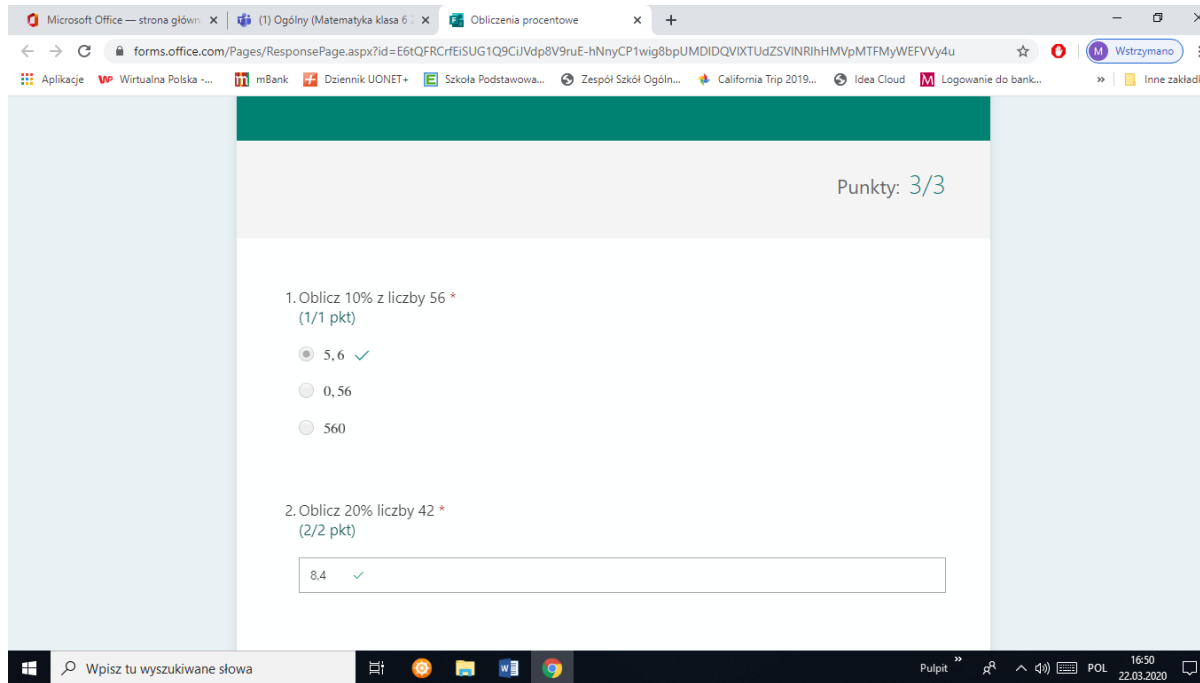 Microsoft Office — strona główn
(1) Ogólny (Matematyka klasa 6
Obliczenia procentowe
forms.office.com/Pages/ResponsePage.aspx?id=E6tQFRCrfEiSUG1Q9CiJVdp8V9ruE-hNnyCP1wig8bpUMDlDQVlXTUdZSVlNRlhHMVpMTFMyWEFVVy4u
M Wstrzymano
Aplikacje
Wirtualna Polska -...
mBank
Dziennik UONET+
Szkoła Podstawowa...
Zespół Szkół Ogóln...
California Trip 2019...
Idea Cloud
Logowanie do bank...
»
Inne zakładk
Punkty: 3/3
1. Oblicz 10% z liczby 56 *
(1/1 pkt)
5,6
0,56
560
2. Oblicz 20% liczby 42 *
(2/2 pkt)
8,4
Wpisz tu wyszukiwane słowa
Pulpit »
POL
16:50
22.03.2020